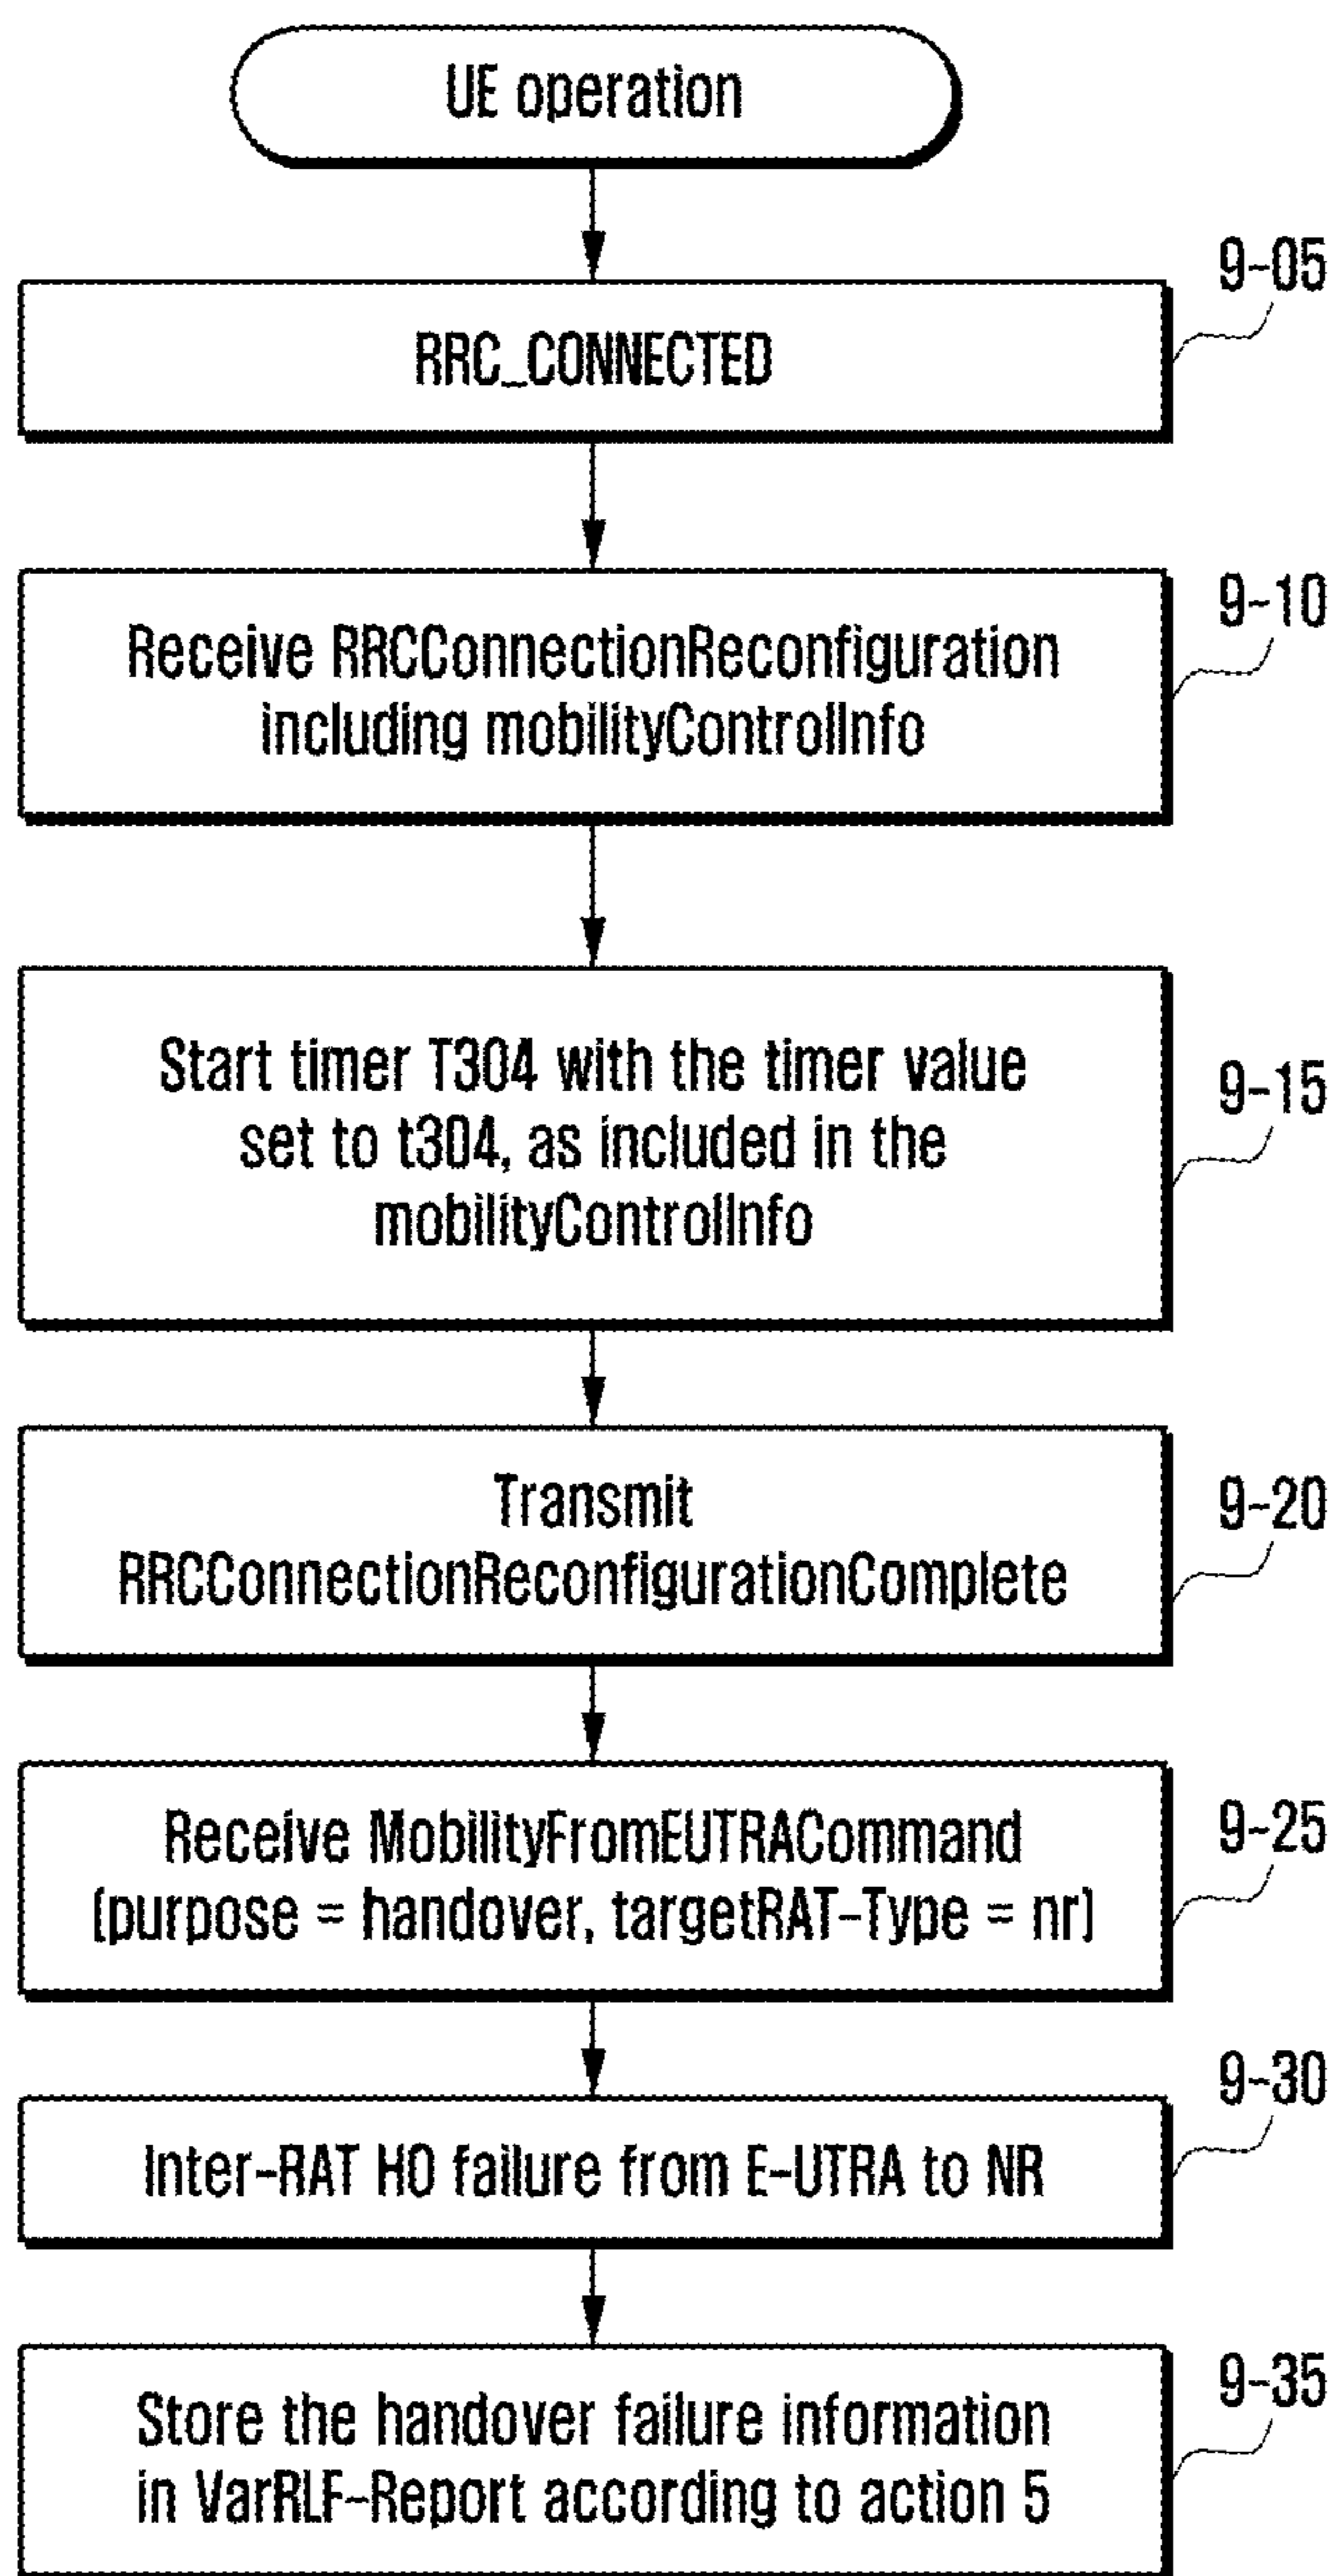 UE operation
9-05
RRC_CONNECTED
9-10
Receive RRCConnectionReconfiguration
including mobilityControlInfo
9-15
Start timer T304 with the timer value
set to t304, as included in the
mobilityControlInfo
9-20
Transmit
RRCConnectionReconfigurationComplete
9-25
Receive MobilityFromEUTRACommand
(purpose = handover, targetRAT-Type = nr)
9-30
Inter-RAT HO failure from E-UTRA to NR
9-35
Store the handover failure information
in VarRLF-Report according to action 5